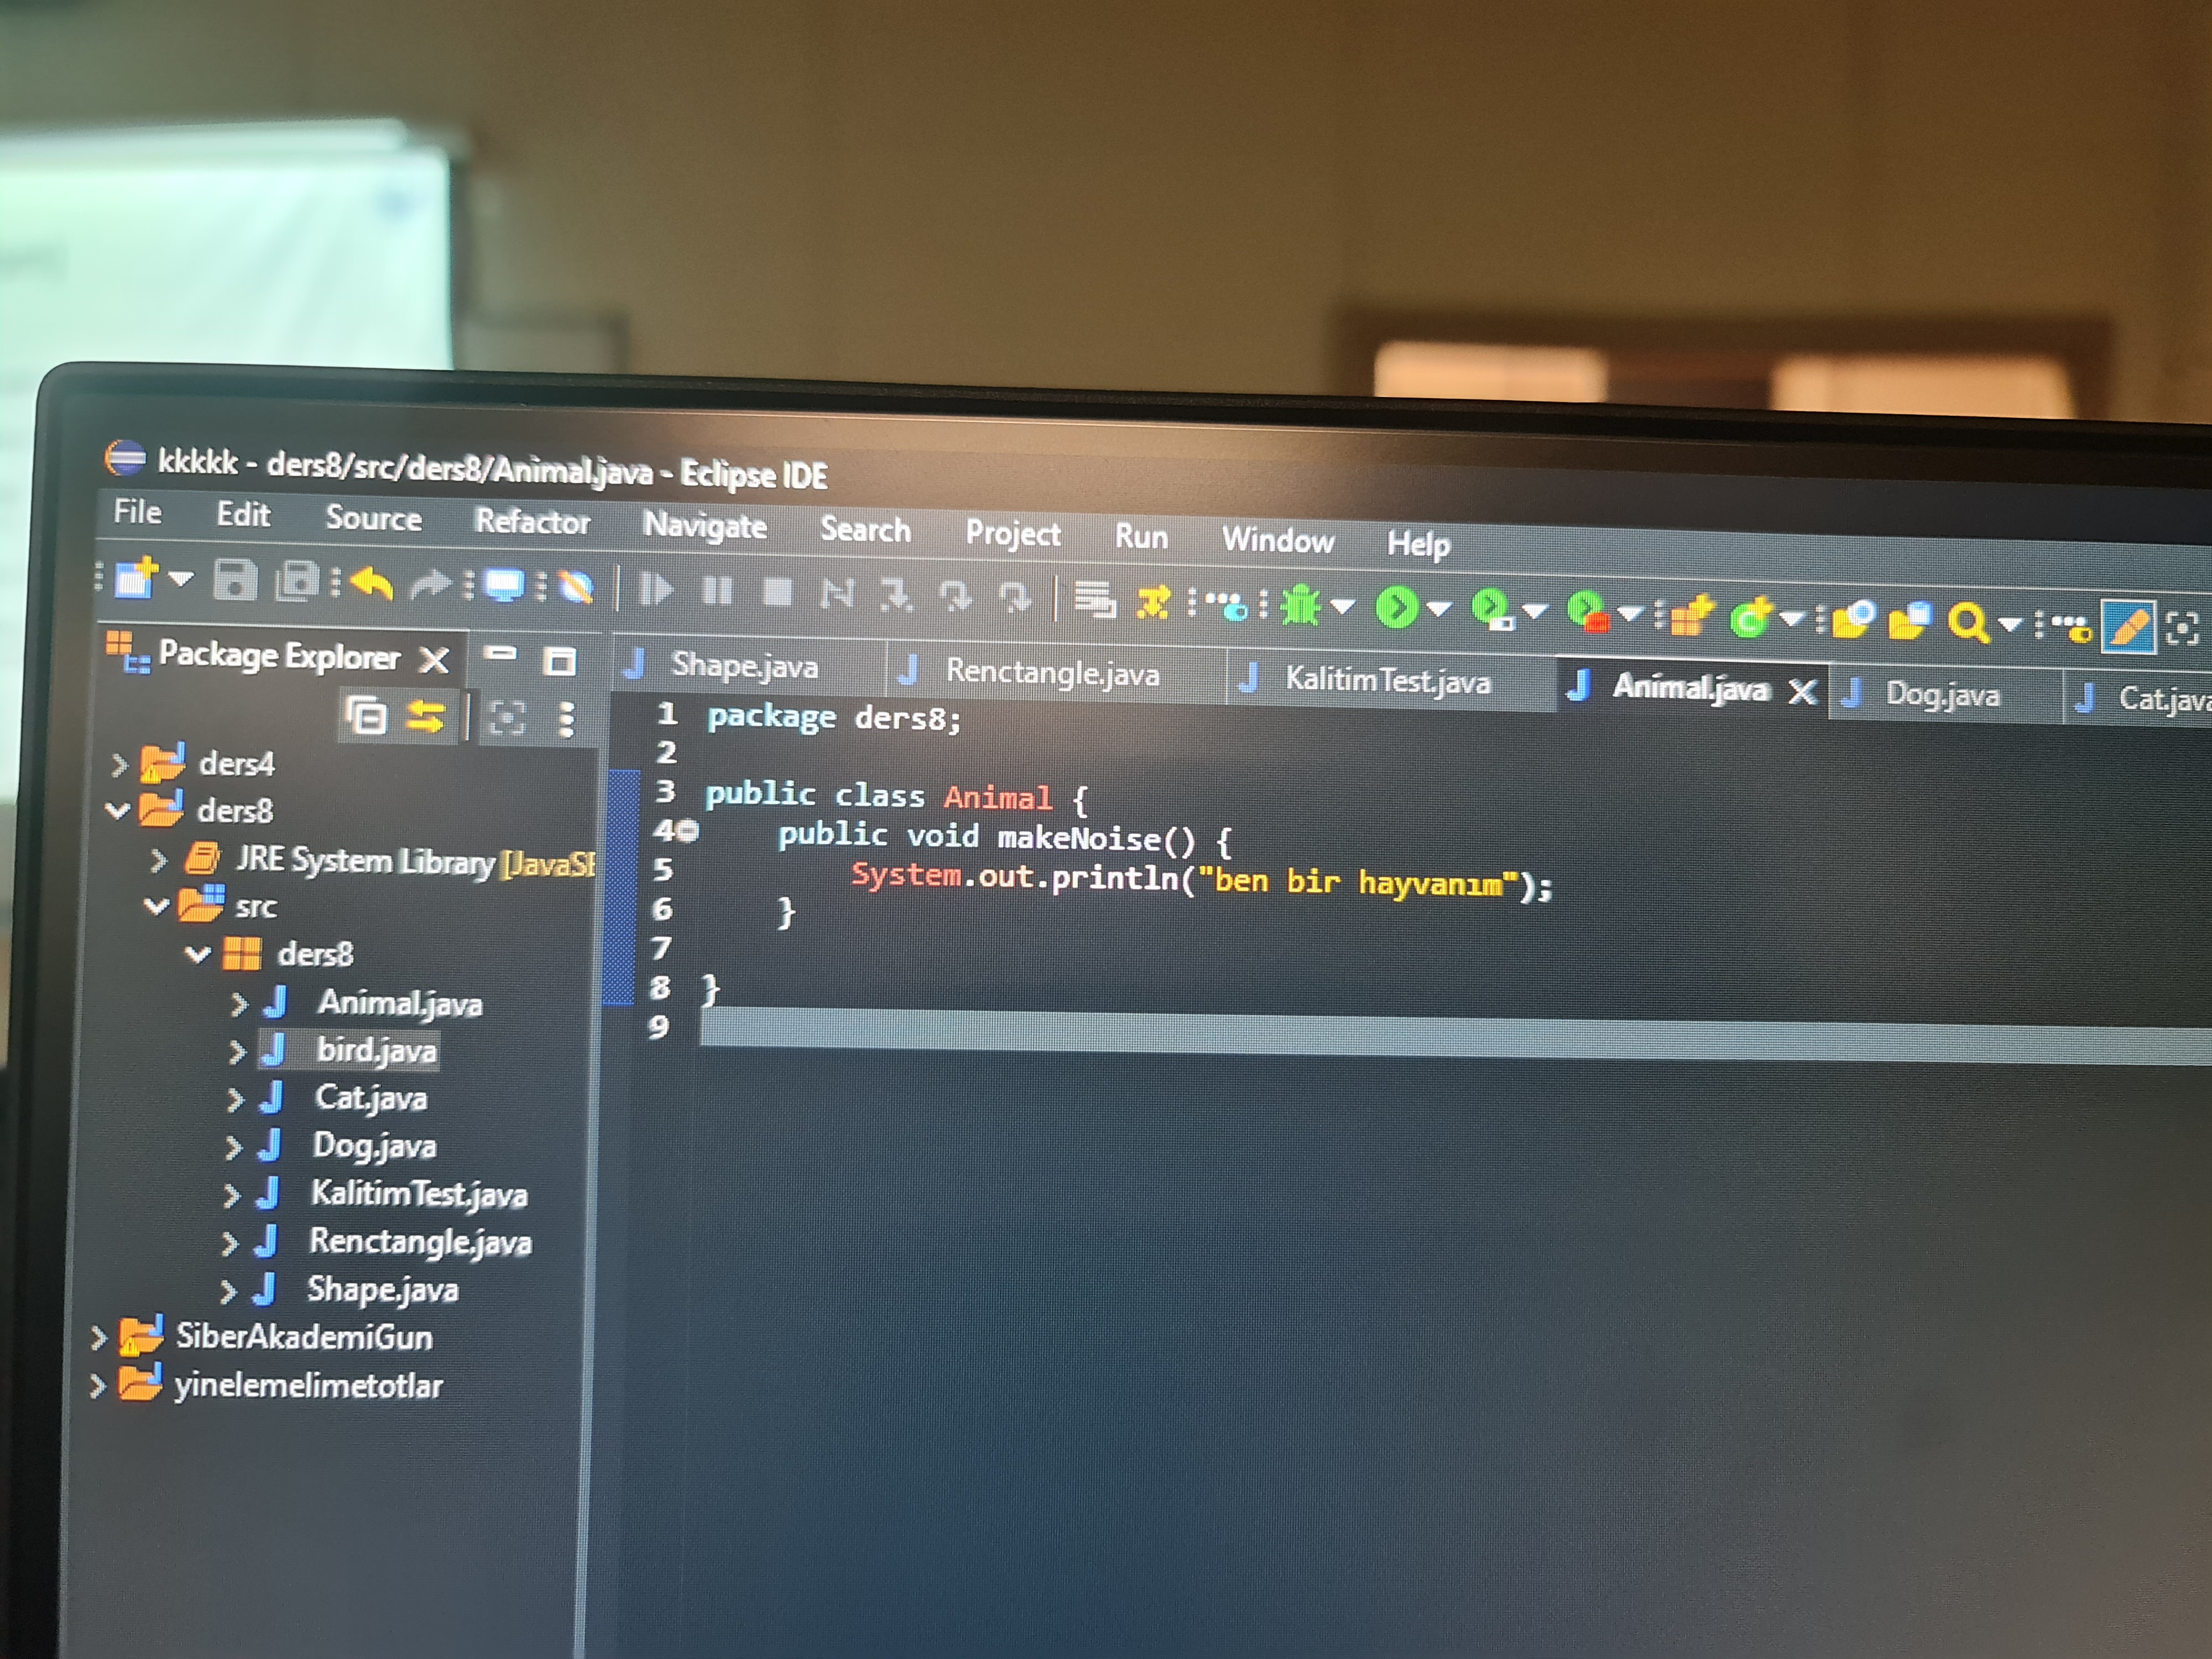 kkkkk - ders8/src/ders8/Animal.java - Eclipse IDE
File Edit Source Refactor Navigate Search Project Run Window Help
Package Explorer
Shape.java Renctangle.java KalitimTest.java Animal.java Dog.java Cat.java
ders4
ders8
JRE System Library [JavaSE
src
ders8
Animal.java
bird.java
Cat.java
Dog.java
KalitimTest.java
Renctangle.java
Shape.java
SiberAkademiGun
yinelemelimetotlar
1 package ders8;
2
3 public class Animal {
4 public void makeNoise() {
5 System.out.println("ben bir hayvanım");
6 }
7
8 }
9